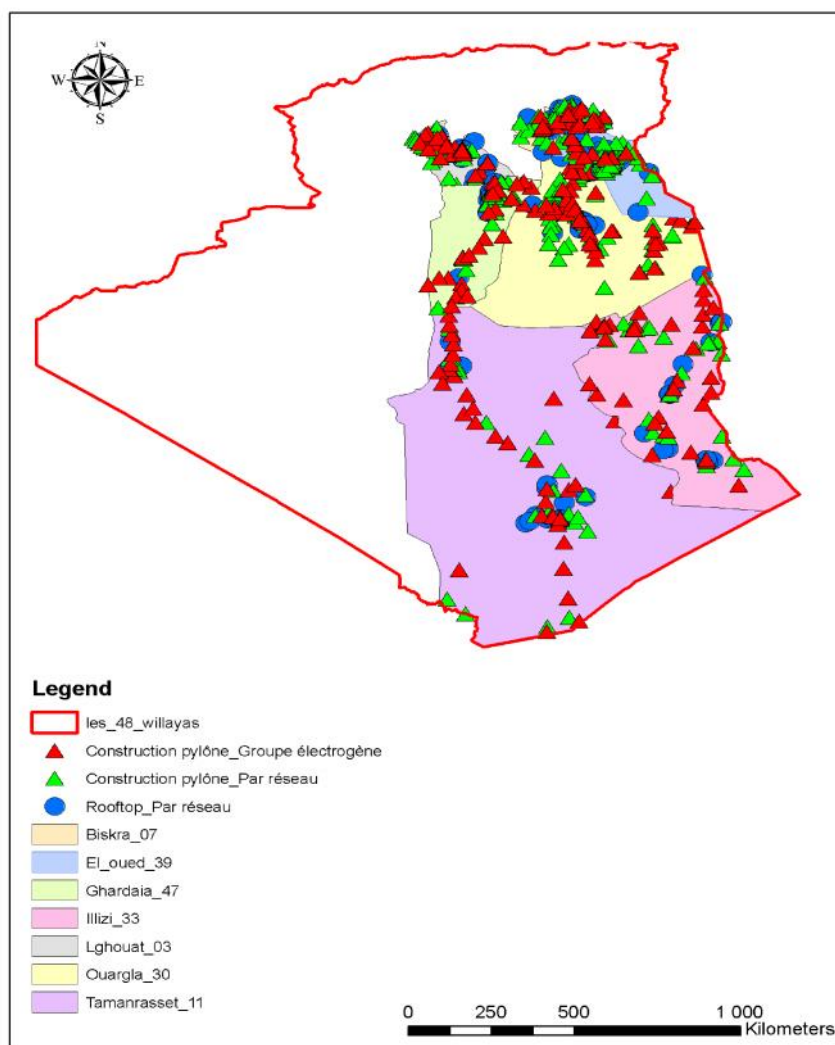 N
W E
S
Legend
les_48_willayas
Construction pylône_Groupe électrogène
Construction pylône_Par réseau
Rooftop_Par réseau
Biskra_07
El_oued_39
Ghardaia_47
Illizi_33
Lghouat_03
Ouargla_30
Tamanrasset_11
0 250 500 1 000
Kilometers